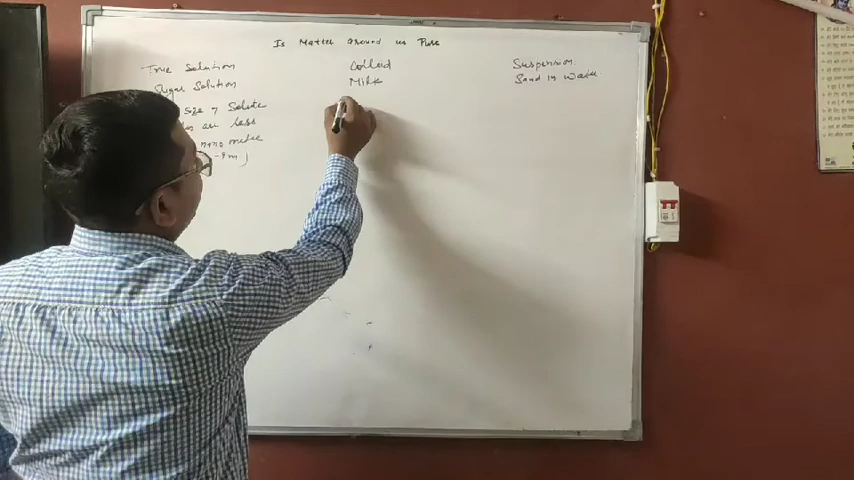 Is Matter Around us Pure
True Solution
Sugar Solution
size of Solute
are less
nano metre
-9m)
Colloid
Milk
Suspension.
Sand in Water.